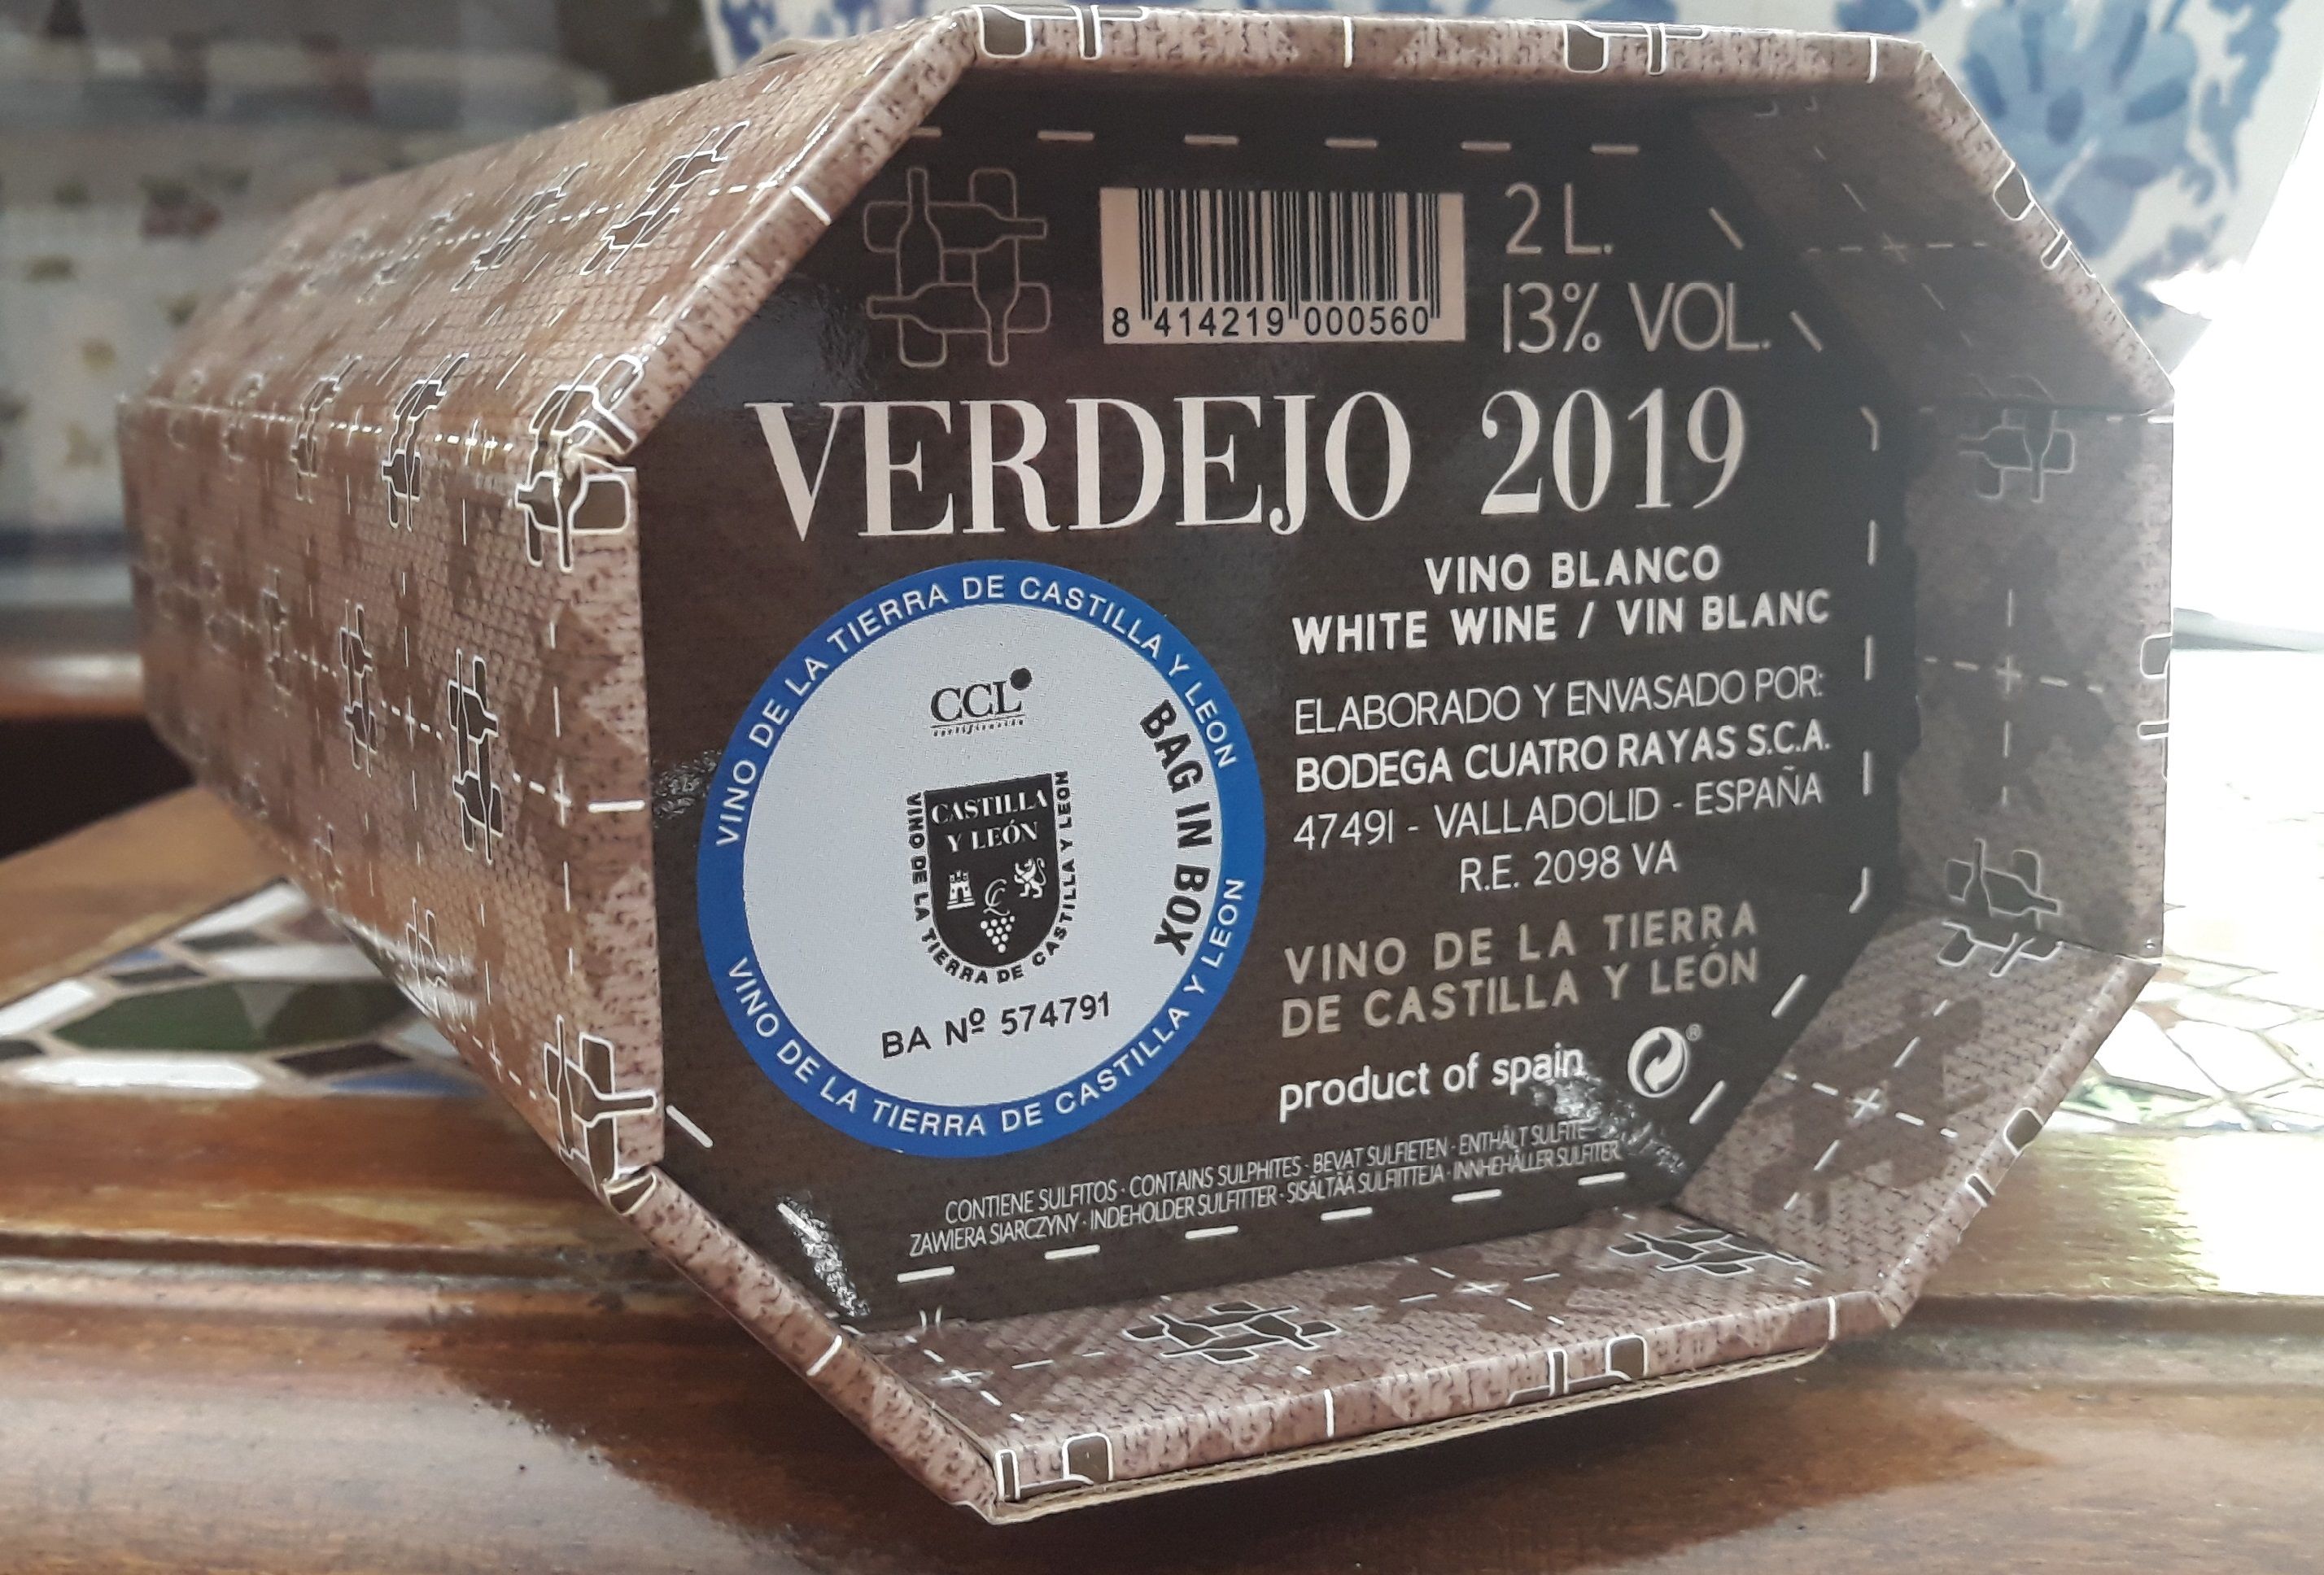 8 414219 000560
2 L.
13% VOL.
VERDEJO 2019
VINO BLANCO
WHITE WINE / VIN BLANC
ELABORADO Y ENVASADO POR:
BODEGA CUATRO RAYAS S.C.A.
47491 - VALLADOLID - ESPAÑA
R.E. 2098 VA
VINO DE LA TIERRA
DE CASTILLA Y LEÓN
product of spain
®
VINO DE LA TIERRA DE CASTILLA Y LEON
CCL
certificación
BAG IN BOX
CASTILLA
Y LEÓN
VINO DE LA TIERRA DE CASTILLA Y LEON
BA Nº 574791
VINO DE LA TIERRA DE CASTILLA Y LEON
CONTIENE SULFITOS · CONTAINS SULPHITES · BEVAT SULFIETEN · ENTHÄLT SULFITE
ZAWIERA SIARCZYNY · INDEHOLDER SULFITTER · SISÄLTÄÄ SULFIITTEJA · INNHEHÅLLER SULFITER